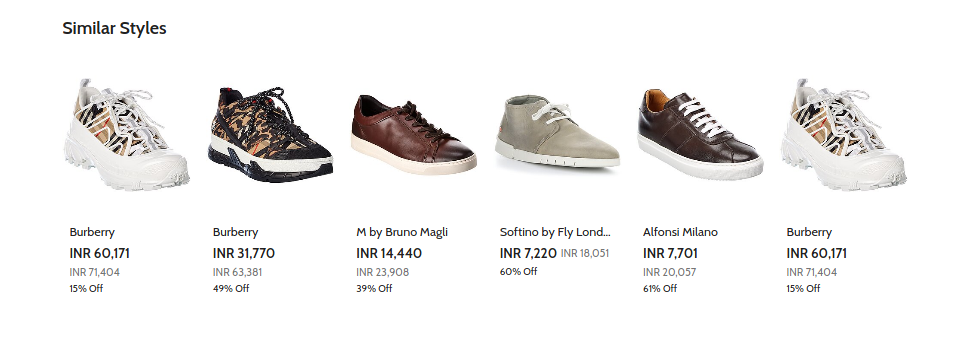 Similar Styles
Burberry
INR 60,171
INR 71,404
15% Off
Burberry
INR 31,770
INR 63,381
49% Off
M by Bruno Magli
INR 14,440
INR 23,908
39% Off
Softino by Fly Lond...
INR 7,220 INR 18,051
60% Off
Alfonsi Milano
INR 7,701
INR 20,057
61% Off
Burberry
INR 60,171
INR 71,404
15% Off